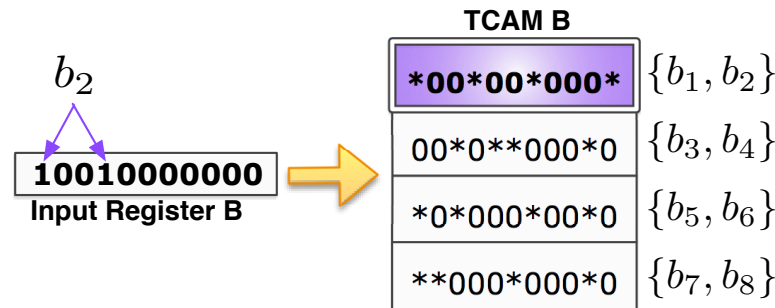 TCAM B
b₂
*00*00*000* {b₁, b₂}
00*0**000*0 {b₃, b₄}
10010000000
Input Register B
*0*000*00*0 {b₅, b₆}
**000*000*0 {b₇, b₈}